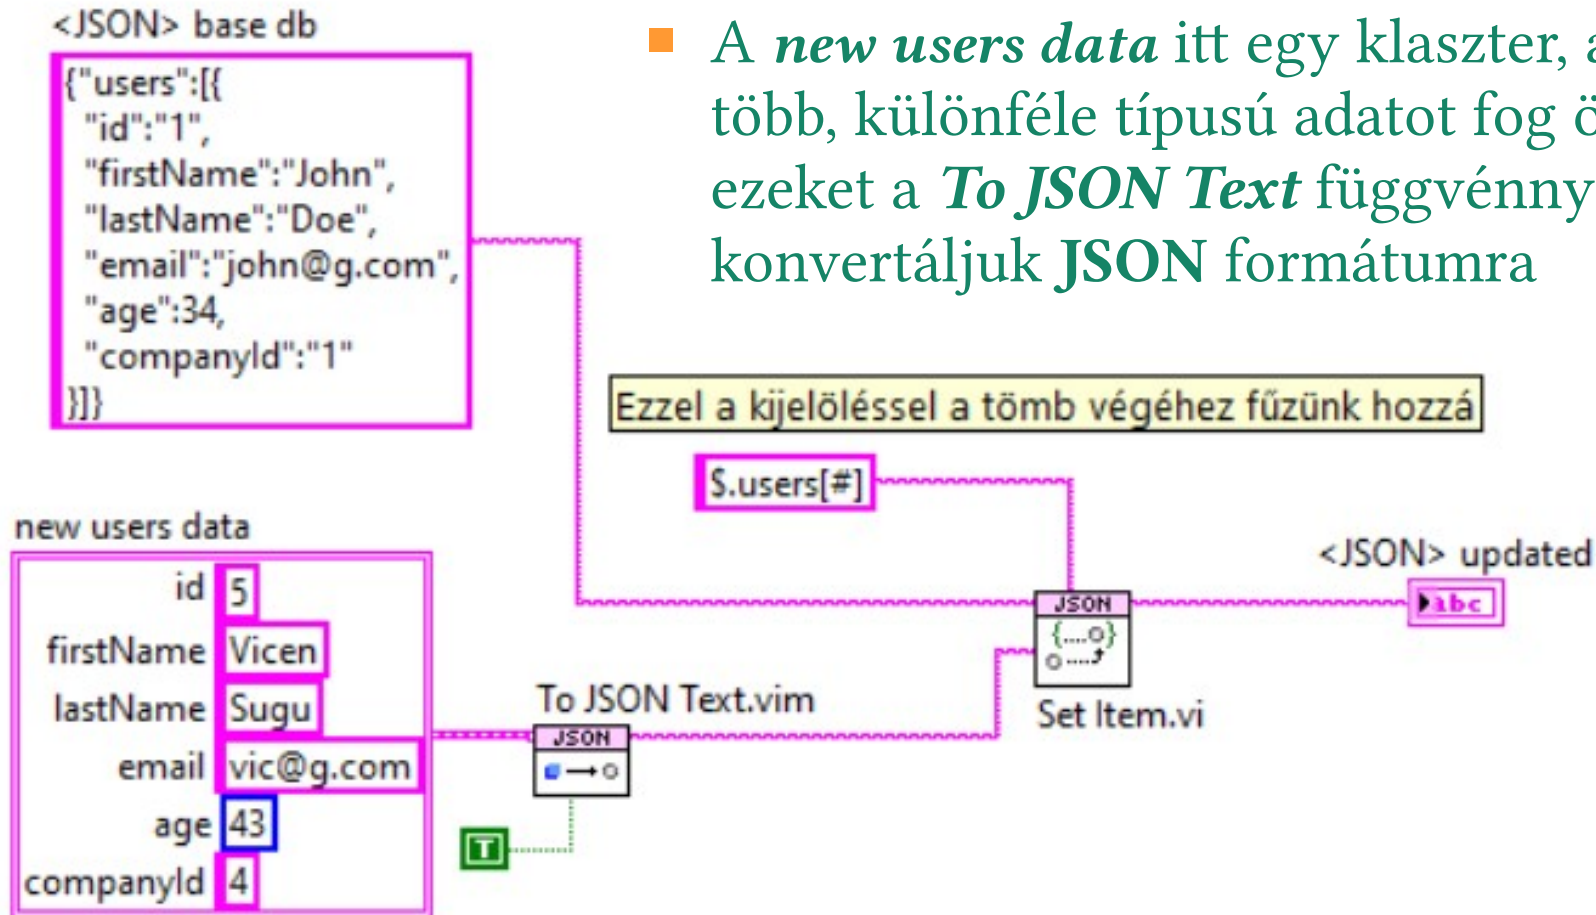 <JSON> base db
{"users":[{
"id":"1",
"firstName":"John",
"lastName":"Doe",
"email":"john@g.com",
"age":34,
"companyId":"1"
}]}
A new users data itt egy klaszter,
több, különféle típusú adatot fog
ezeket a To JSON Text függvénny
konvertáljuk JSON formátumra
Ezzel a kijelöléssel a tömb végéhez fűzünk hozzá
$.users[#]
new users data
id 5
firstName Vicen
lastName Sugu
email vic@g.com
age 43
companyId 4
To JSON Text.vim
JSON
T
JSON
{....o}
Set Item.vi
<JSON> updated
abc